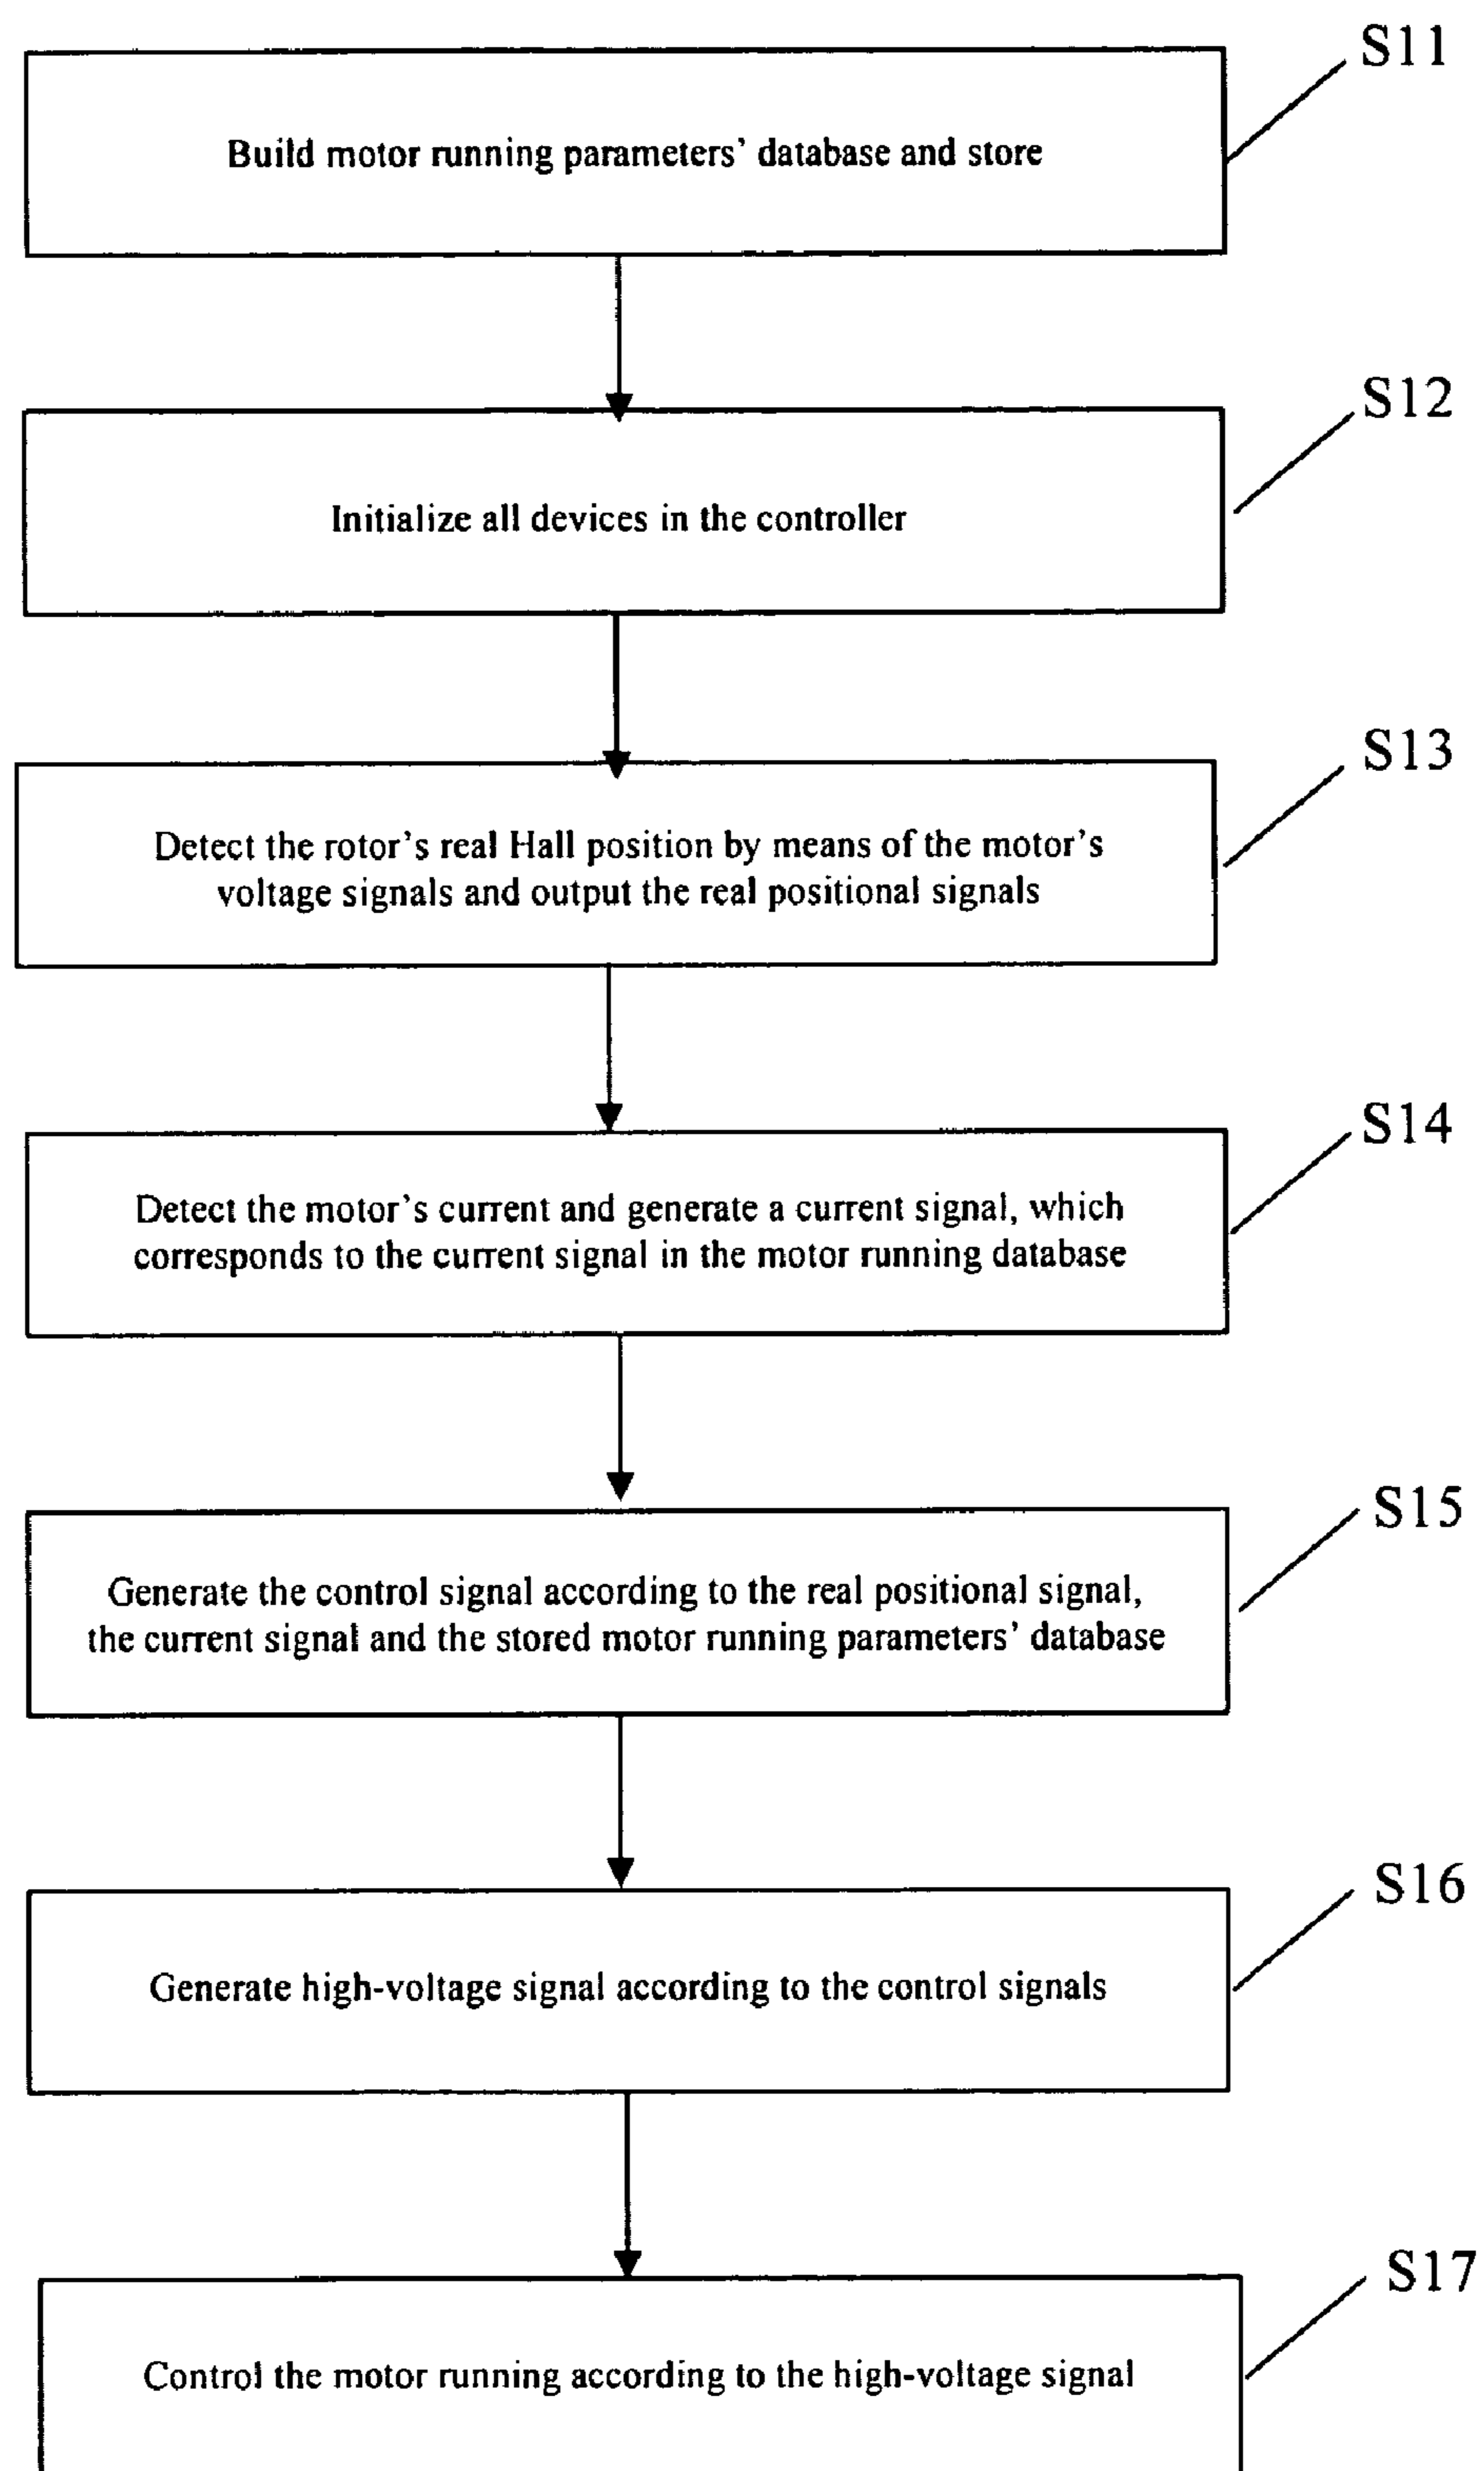 S11
Build motor running parameters’ database and store
S12
Initialize all devices in the controller
S13
Detect the rotor’s real Hall position by means of the motor’s
voltage signals and output the real positional signals
S14
Detect the motor’s current and generate a current signal, which
corresponds to the current signal in the motor running database
S15
Generate the control signal according to the real positional signal,
the current signal and the stored motor running parameters’ database
S16
Generate high-voltage signal according to the control signals
S17
Control the motor running according to the high-voltage signal